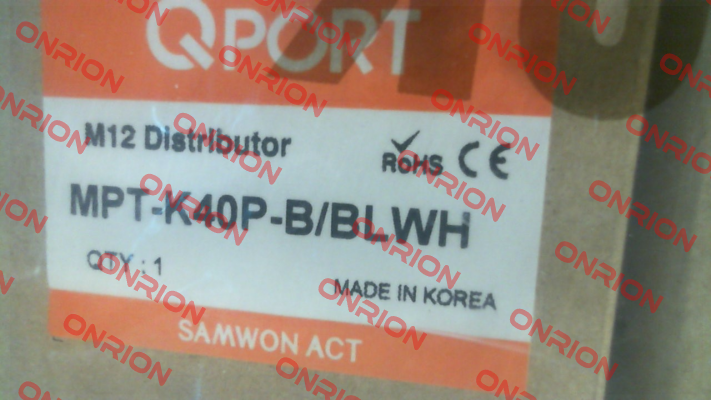 QPORT
M12 Distributor
RoHS CE
MPT-K40P-B/BLWH
QTY : 1
MADE IN KOREA
SAMWON ACT
ONRION